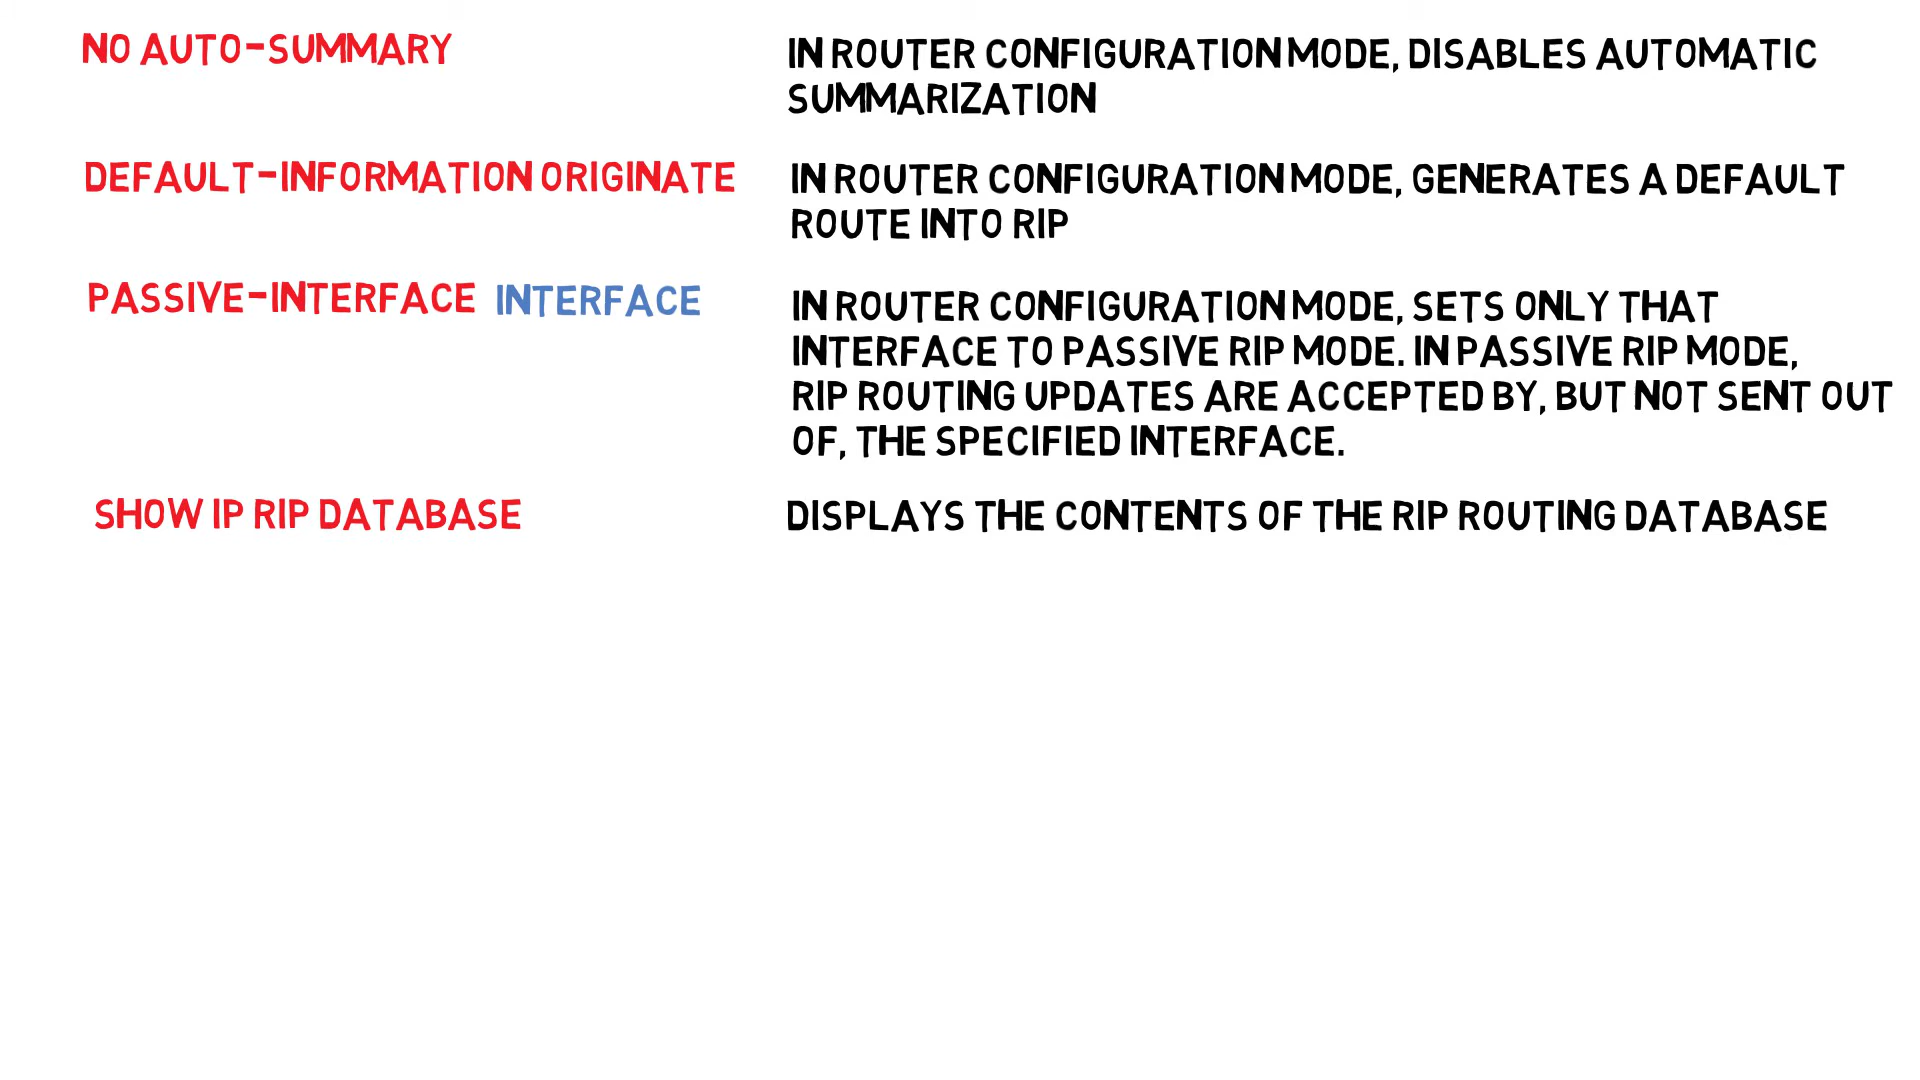 NO AUTO-SUMMARY
IN ROUTER CONFIGURATION MODE, DISABLES AUTOMATIC
SUMMARIZATION
DEFAULT-INFORMATION ORIGINATE
IN ROUTER CONFIGURATION MODE, GENERATES A DEFAULT
ROUTE INTO RIP
PASSIVE-INTERFACE INTERFACE
IN ROUTER CONFIGURATION MODE, SETS ONLY THAT
INTERFACE TO PASSIVE RIP MODE. IN PASSIVE RIP MODE,
RIP ROUTING UPDATES ARE ACCEPTED BY, BUT NOT SENT OUT
OF, THE SPECIFIED INTERFACE.
SHOW IP RIP DATABASE
DISPLAYS THE CONTENTS OF THE RIP ROUTING DATABASE